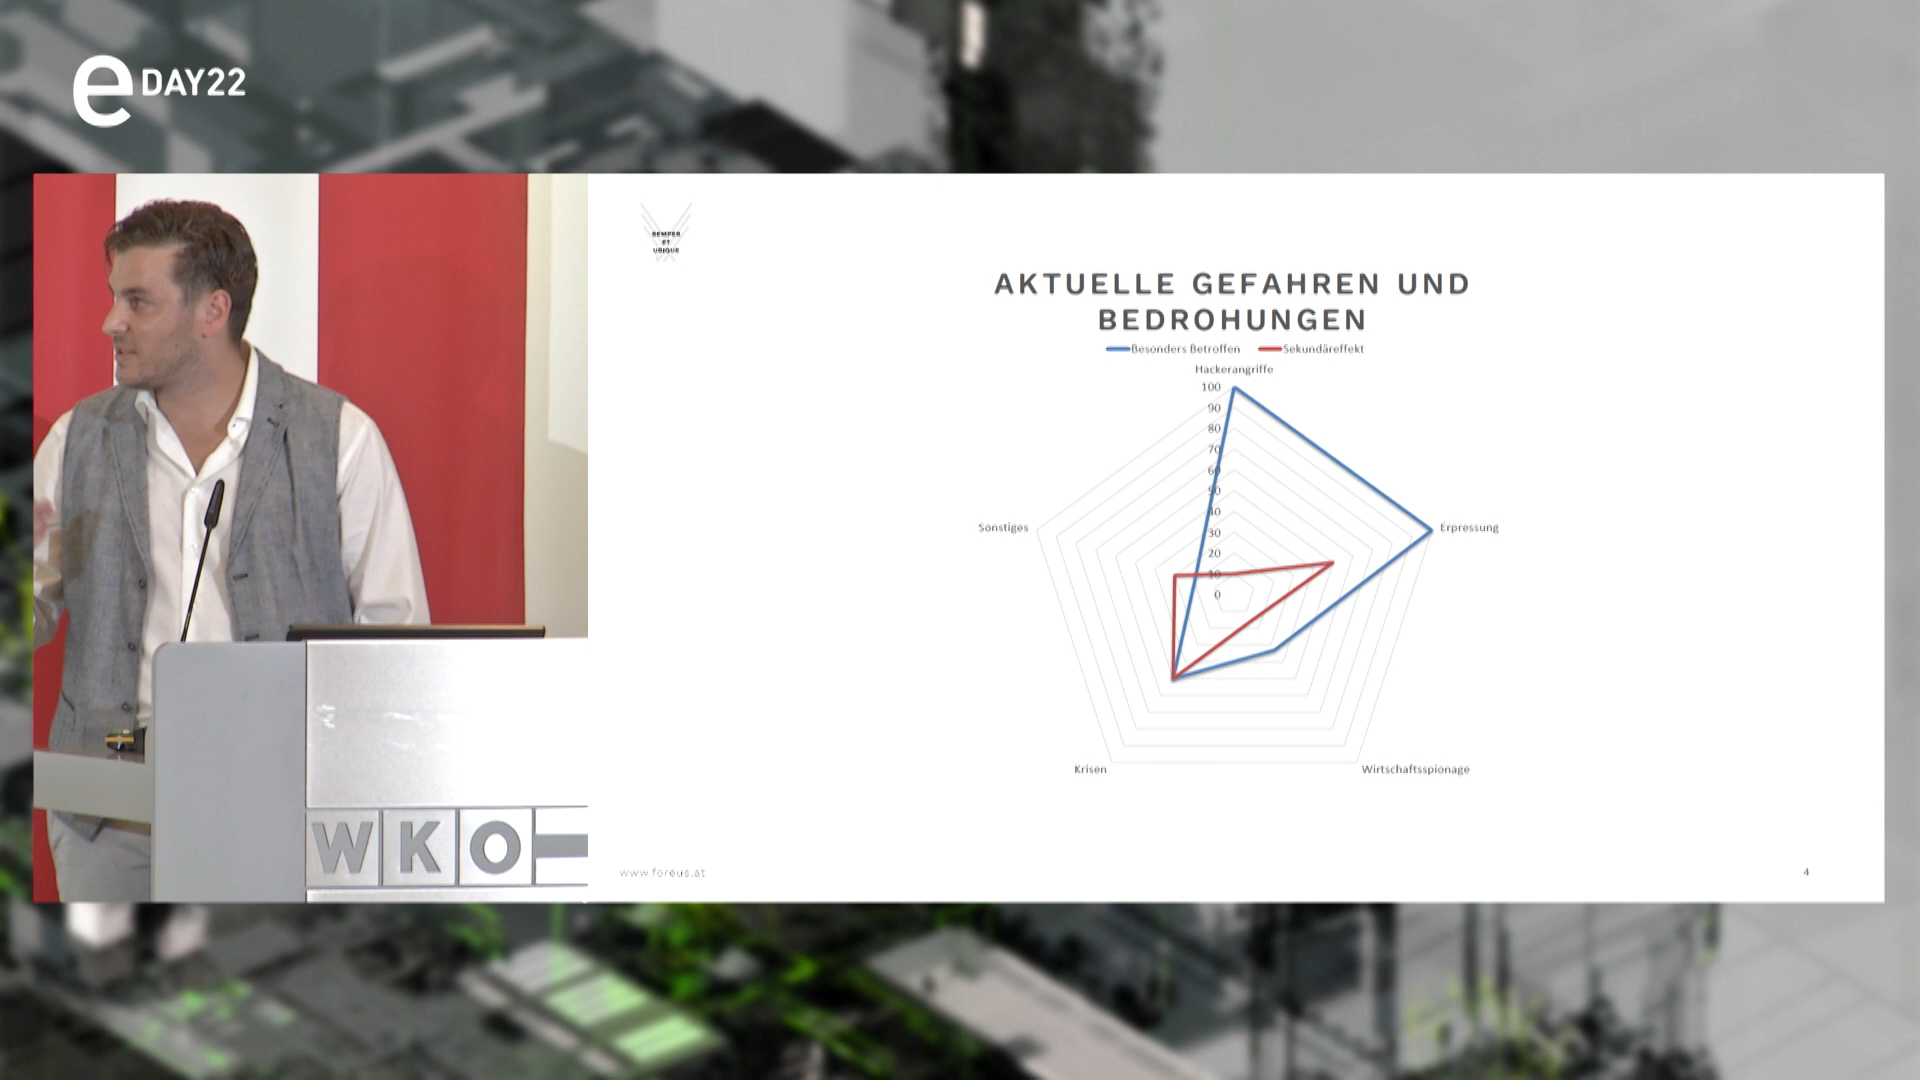 e DAY22
SEMPER
ET
UBIQUE
AKTUELLE GEFAHREN UND
BEDROHUNGEN
Besonders Betroffen Sekundäreffekt
Hackerangriffe
100
90
80
70
60
50
40
30
20
10
0
Sonstiges
Erpressung
Krisen
Wirtschaftsspionage
WKO
www.foreus.at
4